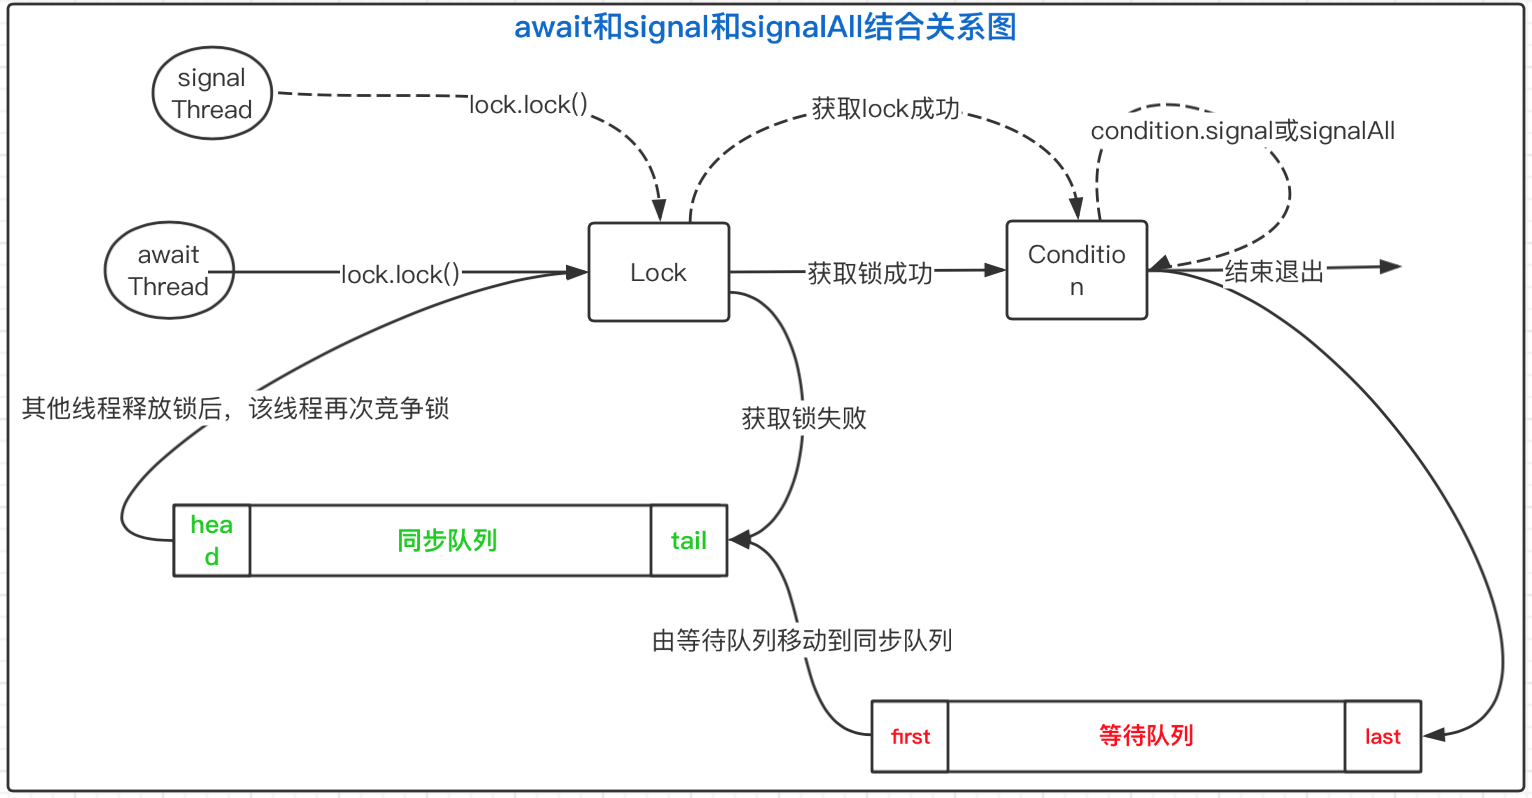 await和signal和signalAll结合关系图
signal
Thread
lock.lock()
获取lock成功
condition.signal或signalAll
await
Thread
lock.lock()
Lock
获取锁成功
Conditio
n
结束退出
其他线程释放锁后，该线程再次竞争锁
获取锁失败
hea
d
同步队列
tail
由等待队列移动到同步队列
first
等待队列
last